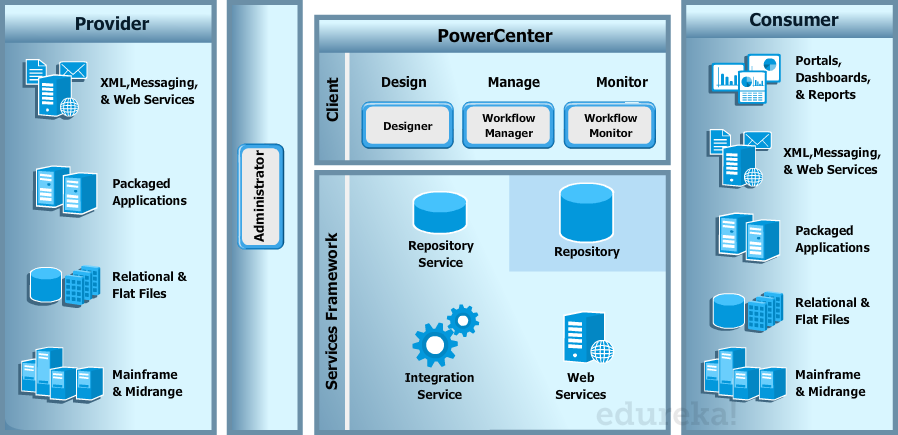 Provider
XML,Messaging,
& Web Services
Packaged
Applications
Relational &
Flat Files
Mainframe
& Midrange
Administrator
PowerCenter
Client
Design
Manage
Monitor
Designer
Workflow
Manager
Workflow
Monitor
Services Framework
Repository
Service
Repository
Integration
Service
Web
Services
edureka!
Consumer
Portals,
Dashboards,
& Reports
XML,Messaging,
& Web Services
Packaged
Applications
Relational &
Flat Files
Mainframe
& Midrange